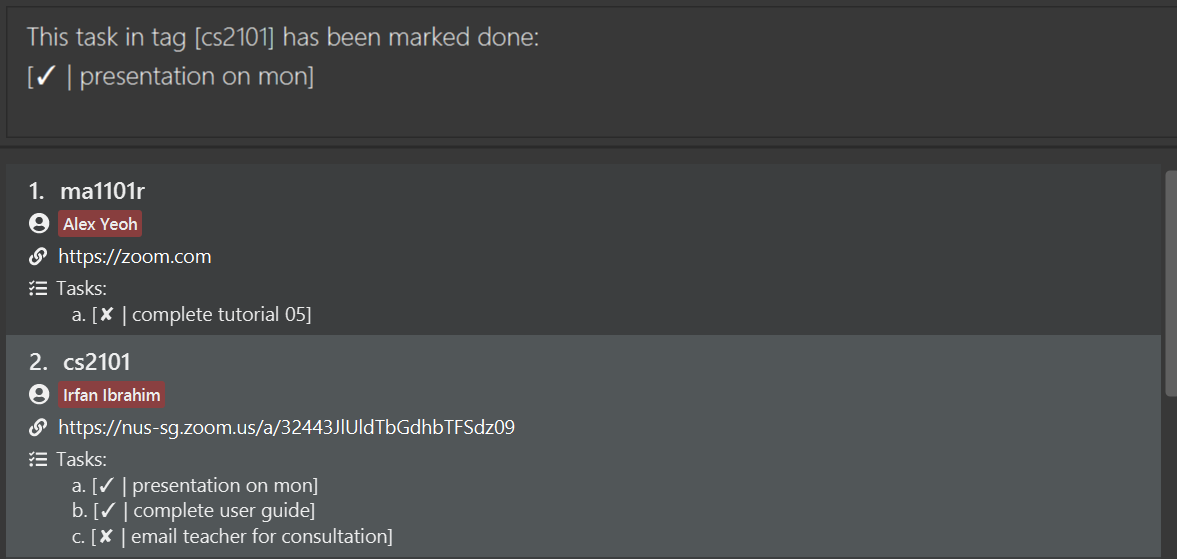 This task in tag [cs2101] has been marked done:
[✓ | presentation on mon]
1. ma1101r
Alex Yeoh
https://zoom.com
Tasks:
a. [✘ | complete tutorial 05]
2. cs2101
Irfan Ibrahim
https://nus-sg.zoom.us/a/32443JlUldTbGdhbTFSdz09
Tasks:
a. [✓ | presentation on mon]
b. [✓ | complete user guide]
c. [✘ | email teacher for consultation]